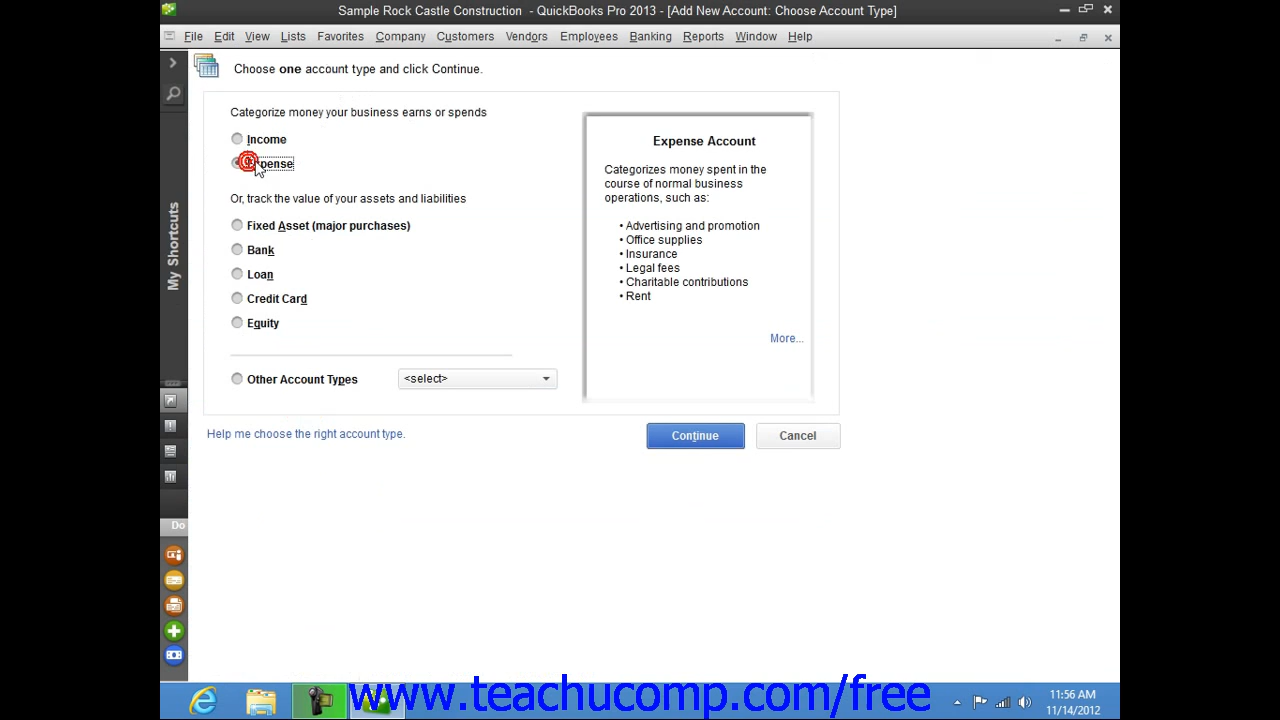 Sample Rock Castle Construction - QuickBooks Pro 2013 - [Add New Account: Choose Account Type]
File Edit View Lists Favorites Company Customers Vendors Employees Banking Reports Window Help
Choose one account type and click Continue.
Categorize money your business earns or spends
Income
pense
Or, track the value of your assets and liabilities
Fixed Asset (major purchases)
Bank
Loan
Credit Card
Equity
Other Account Types <select>
Expense Account
Categorizes money spent in the
course of normal business
operations, such as:
• Advertising and promotion
• Office supplies
• Insurance
• Legal fees
• Charitable contributions
• Rent
More...
Help me choose the right account type.
Continue
Cancel
My Shortcuts
Do
www.teachucomp.com/free
11:56 AM
11/14/2012